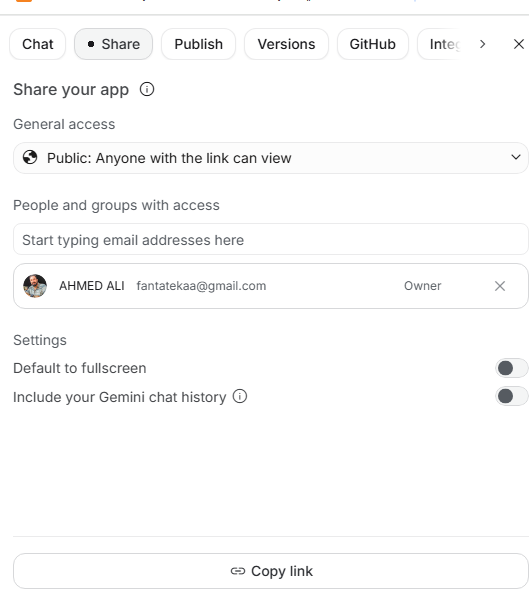 Chat
Share
Publish
Versions
GitHub
Share your app
General access
Public: Anyone with the link can view
People and groups with access
Start typing email addresses here
AHMED ALI fantatekaa@gmail.com Owner
Settings
Default to fullscreen
Include your Gemini chat history
Copy link